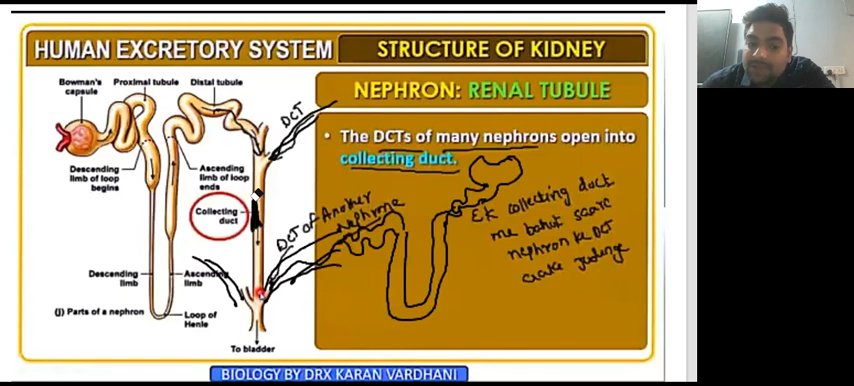 HUMAN EXCRETORY SYSTEM
STRUCTURE OF KIDNEY
NEPHRON: RENAL TUBULE
Bowman's
capsule
Proximal tubule
Distal tubule
DCT
• The DCTs of many nephrons open into
collecting duct.
Descending
limb of loop
begins
Ascending
limb of loop
ends
Collecting
duct
DCT of Another
nephrone
Ek collecting duct
me bahut saare
nephron ke DCT
aake judenge
Descending
limb
Ascending
limb
(j) Parts of a nephron
Loop of
Henle
To bladder
BIOLOGY BY DRX KARAN VARDHANI